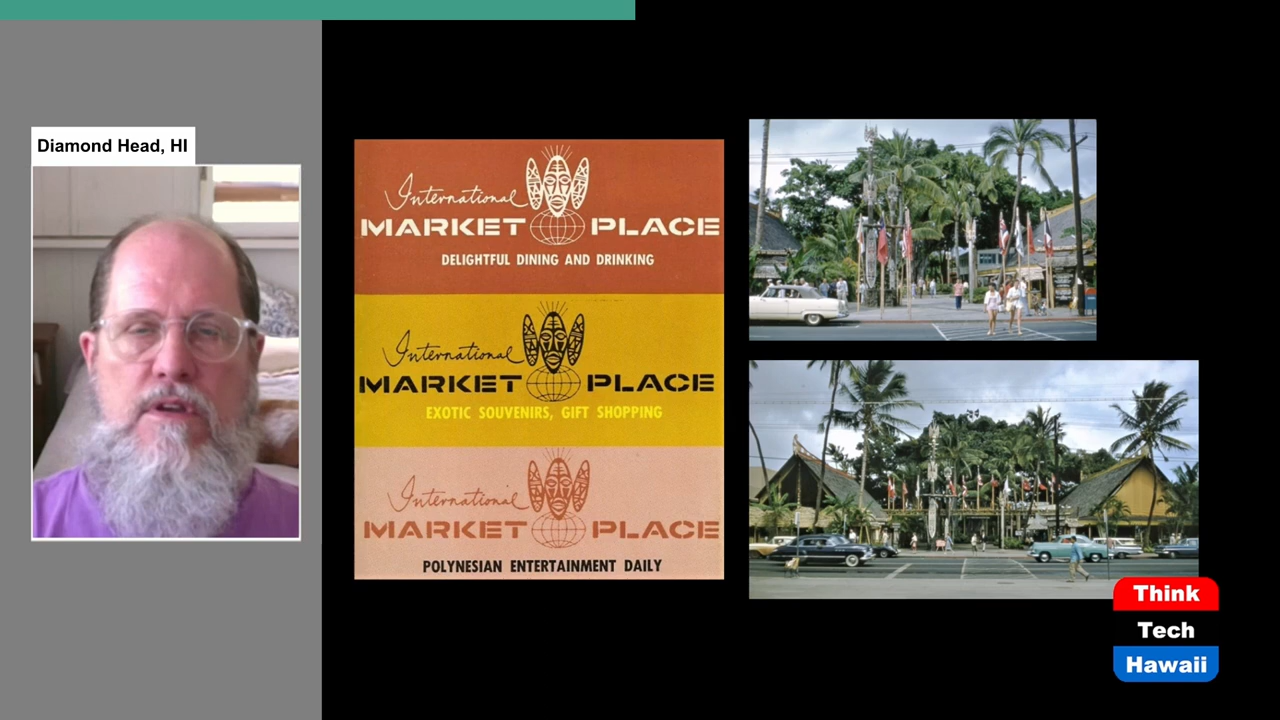 Diamond Head, HI
International
MARKET PLACE
DELIGHTFUL DINING AND DRINKING
International
MARKET PLACE
EXOTIC SOUVENIRS, GIFT SHOPPING
International
MARKET PLACE
POLYNESIAN ENTERTAINMENT DAILY
Think
Tech
Hawaii